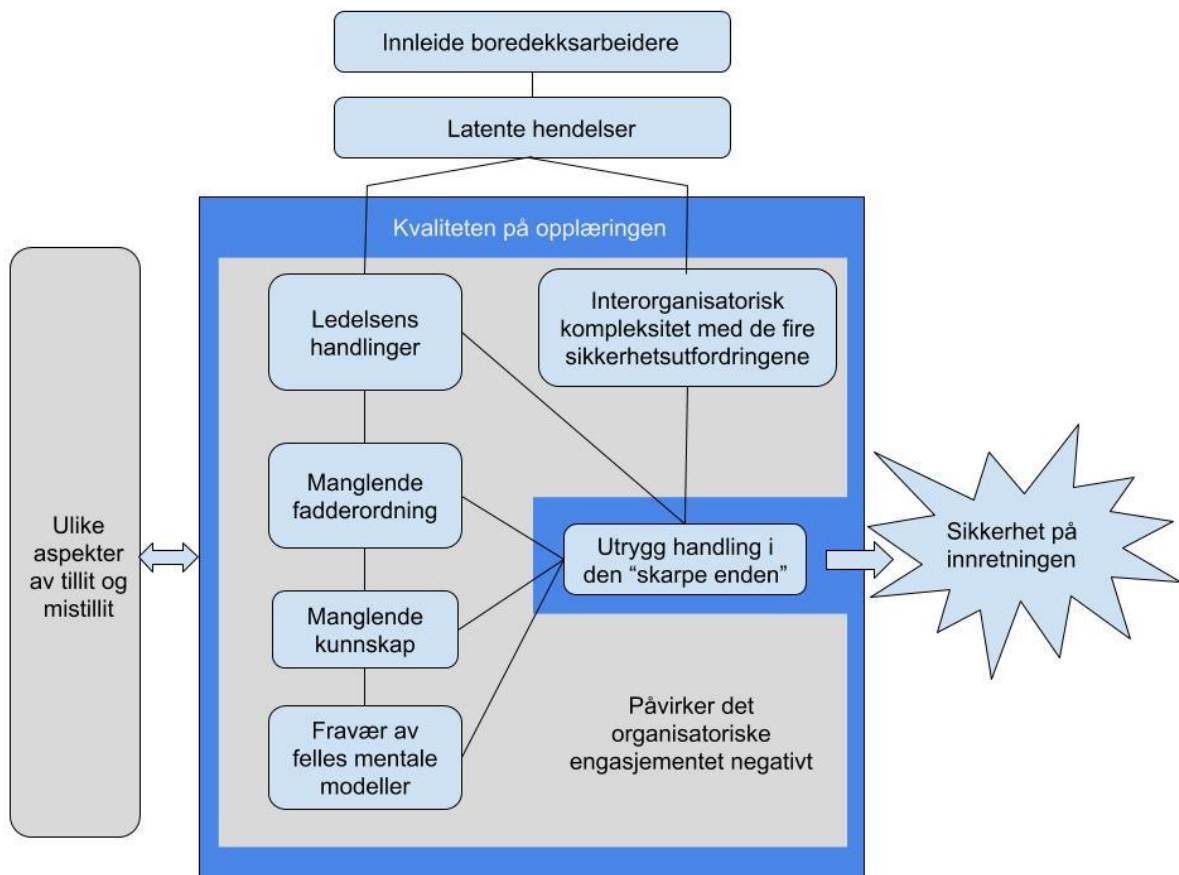 Innleide boredekksarbeidere
Latente hendelser
Kvaliteten på opplæringen
Ledelsens
handlinger
Interorganisatorisk
kompleksitet med de fire
sikkerhetsutfordringene
Manglende
fadderordning
Ulike
aspekter
av tillit og
mistillit
Utrygg handling i
den “skarpe enden”
Sikkerhet på
innretningen
Manglende
kunnskap
Fravær av
felles mentale
modeller
Påvirker det
organisatoriske
engasjementet negativt